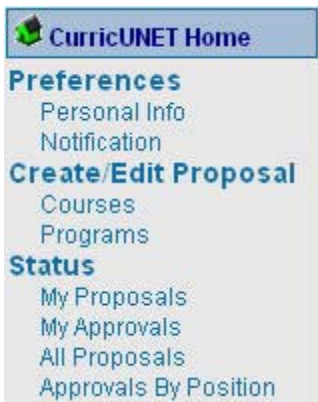 CurricUNET Home
Preferences
Personal Info
Notification
Create/Edit Proposal
Courses
Programs
Status
My Proposals
My Approvals
All Proposals
Approvals By Position